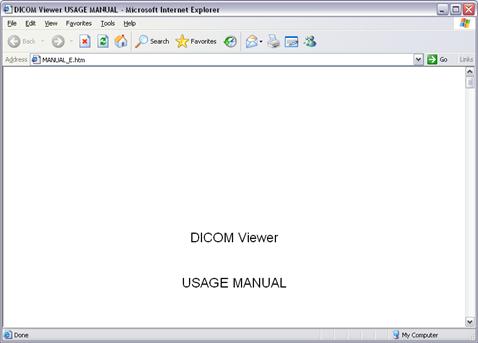 DICOM Viewer USAGE MANUAL - Microsoft Internet Explorer
File Edit View Favorites Tools Help
Back Search Favorites
Address MANUAL_E.htm Go Links
DICOM Viewer
USAGE MANUAL
Done My Computer